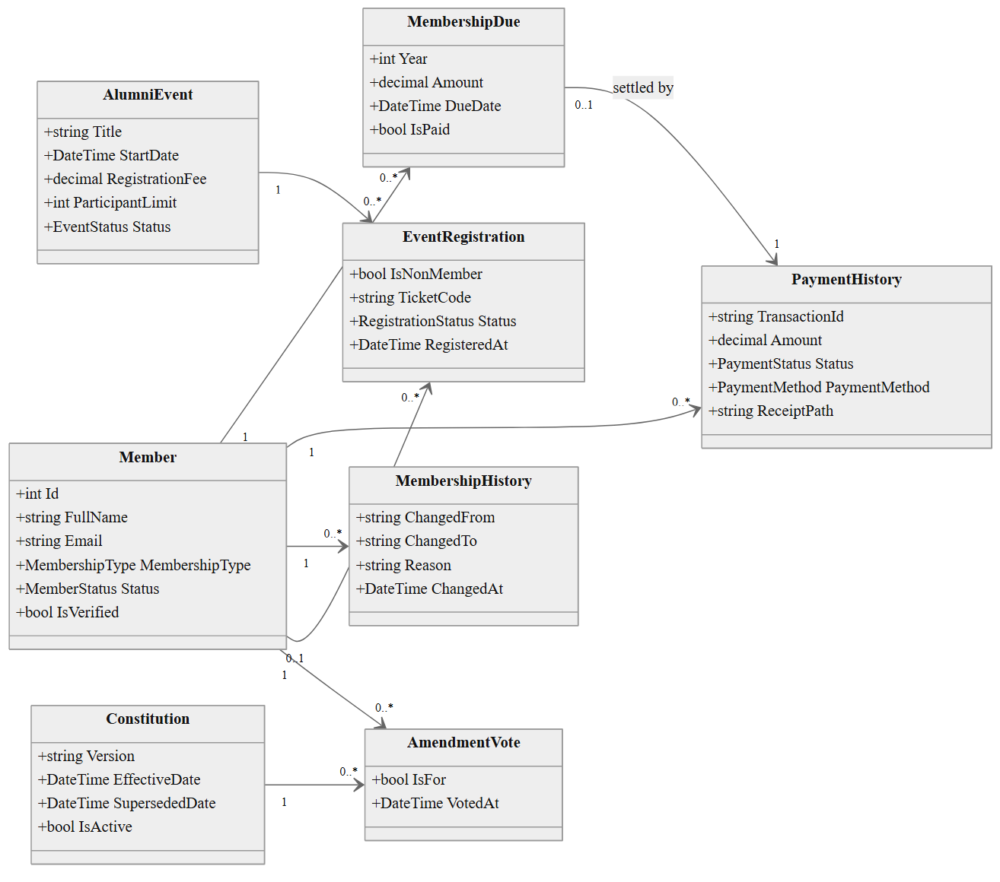 MembershipDue
+int Year
+decimal Amount
+DateTime DueDate
+bool IsPaid
settled by
0..1
AlumniEvent
+string Title
+DateTime StartDate
+decimal RegistrationFee
+int ParticipantLimit
+EventStatus Status
1
0..*
0..*
EventRegistration
+bool IsNonMember
+string TicketCode
+RegistrationStatus Status
+DateTime RegisteredAt
0..*
1
PaymentHistory
+string TransactionId
+decimal Amount
+PaymentStatus Status
+PaymentMethod PaymentMethod
+string ReceiptPath
0..*
1
1
Member
+int Id
+string FullName
+string Email
+MembershipType MembershipType
+MemberStatus Status
+bool IsVerified
0..*
1
MembershipHistory
+string ChangedFrom
+string ChangedTo
+string Reason
+DateTime ChangedAt
0..1
1
0..*
Constitution
+string Version
+DateTime EffectiveDate
+DateTime SupersededDate
+bool IsActive
0..*
1
AmendmentVote
+bool IsFor
+DateTime VotedAt